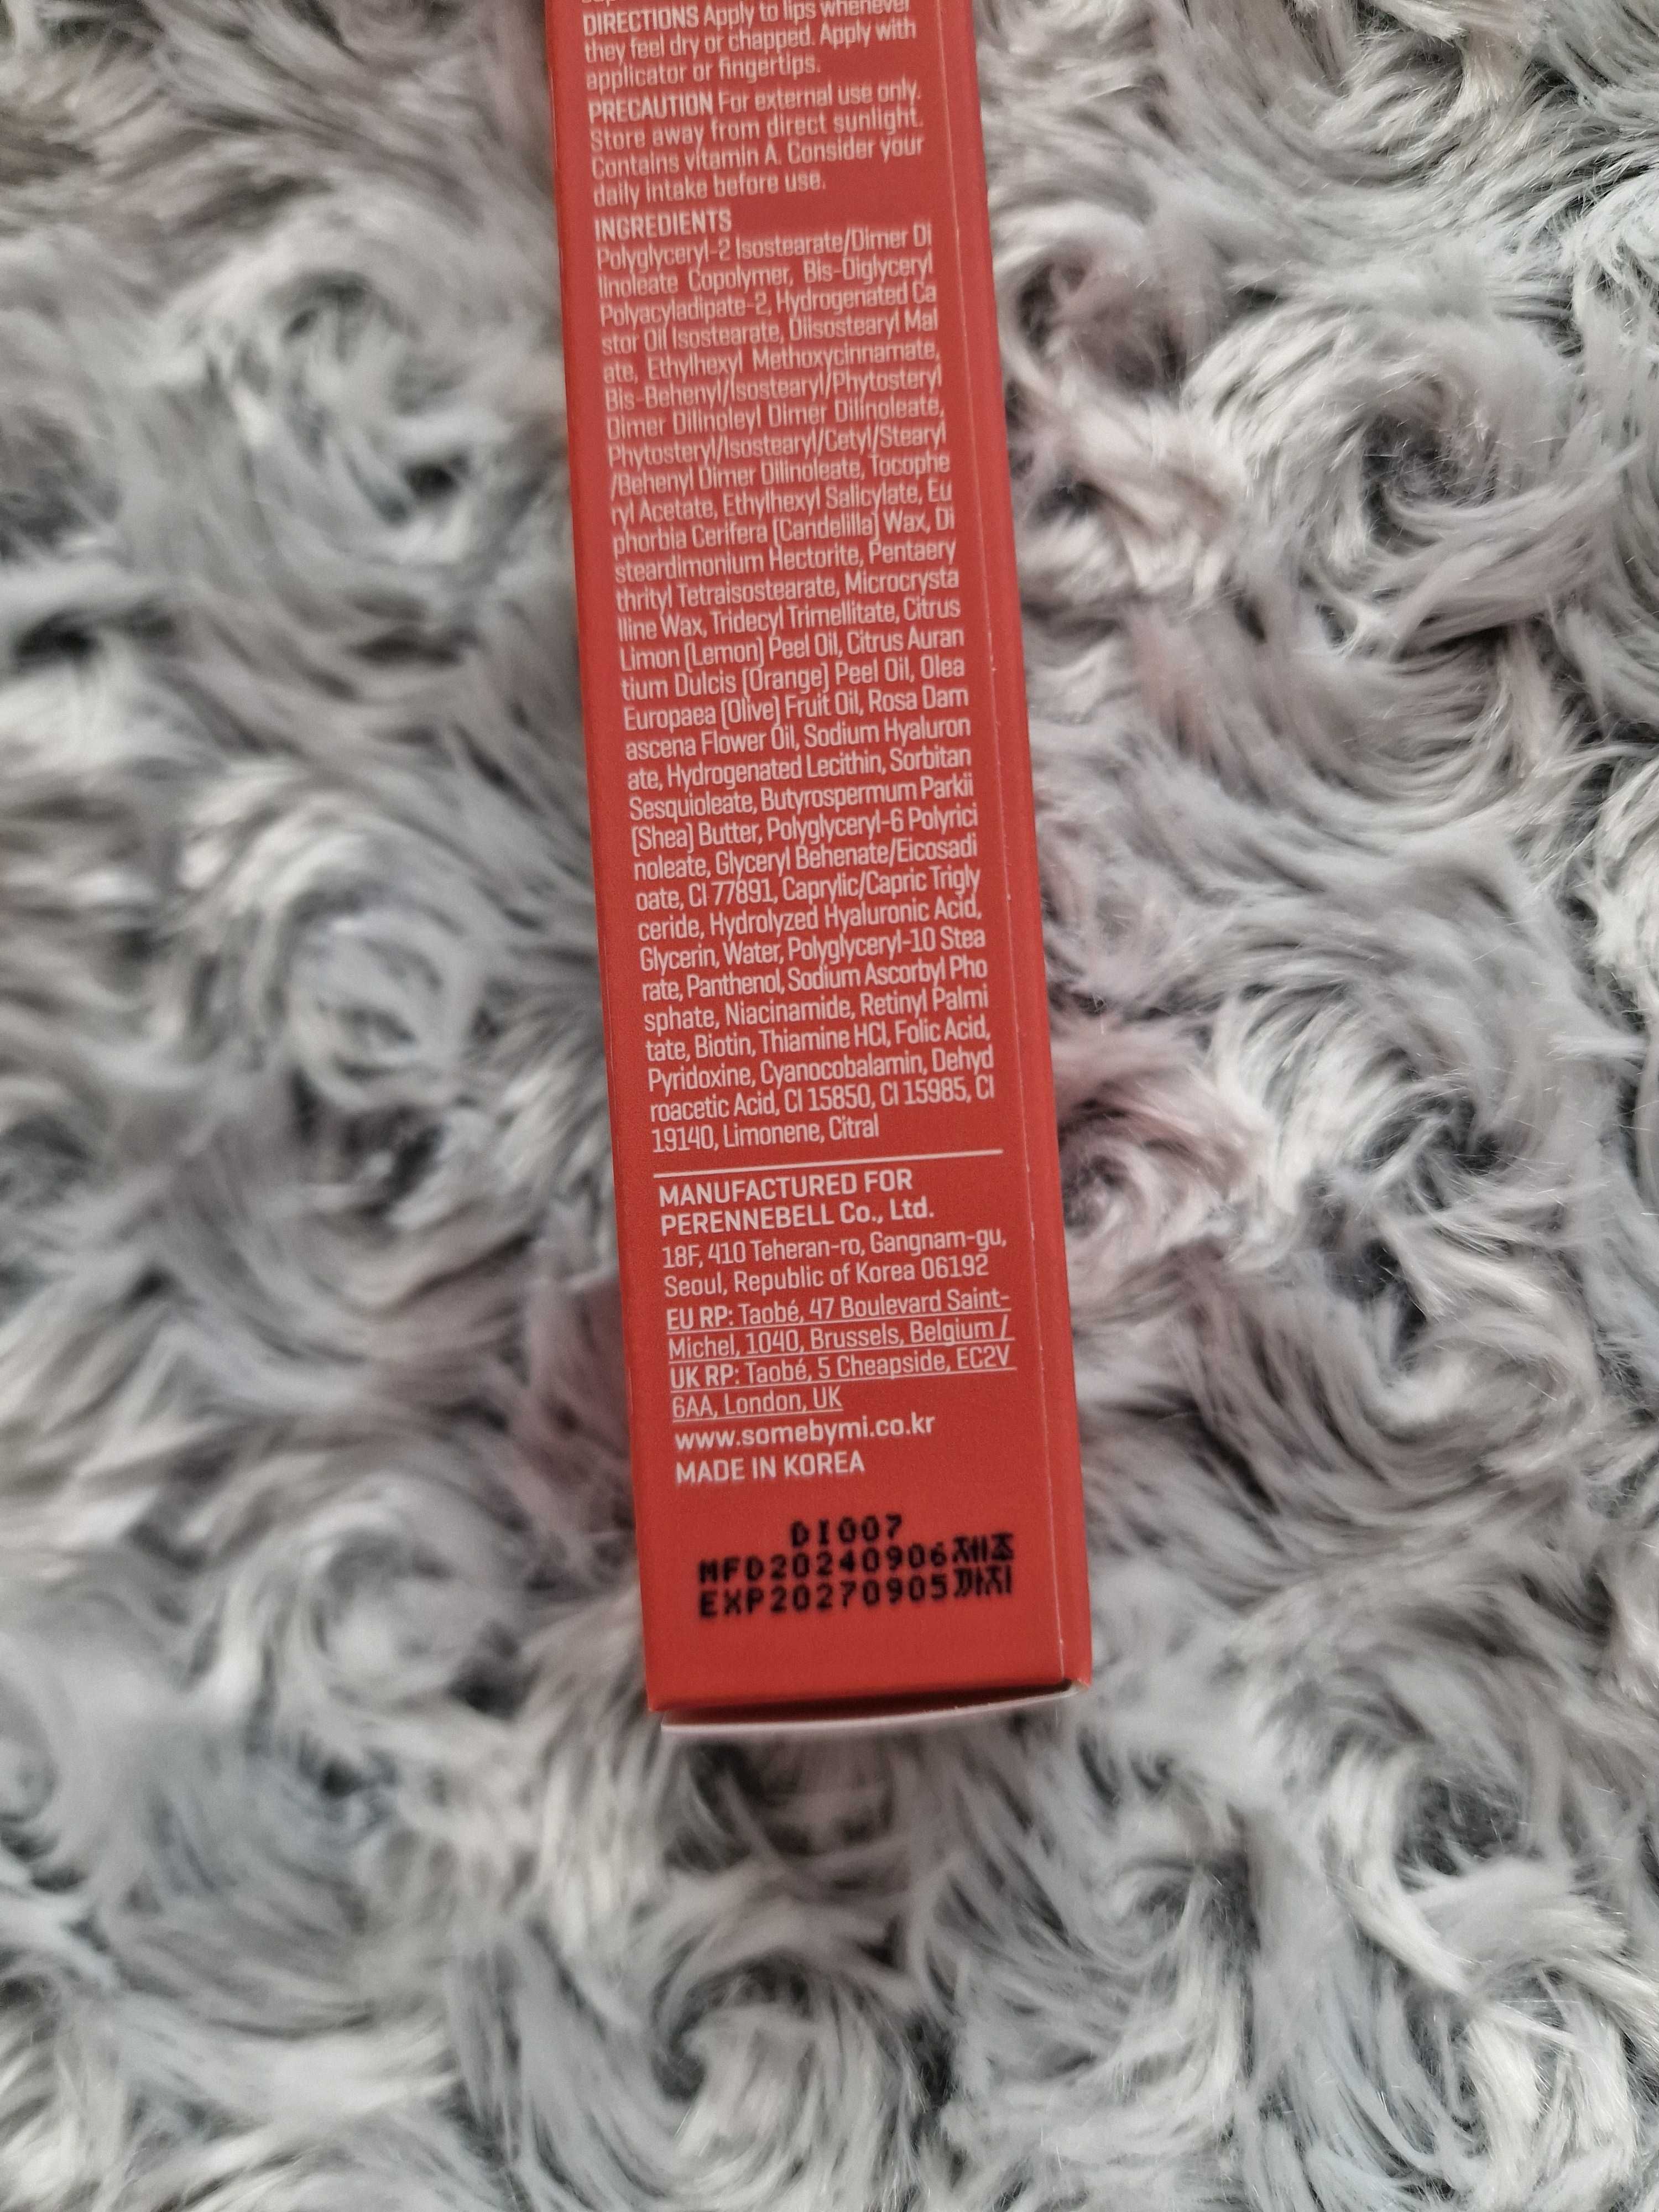 DIRECTIONS Apply to lips whenever
they feel dry or chapped. Apply with
applicator or fingertips.
PRECAUTION For external use only.
Store away from direct sunlight.
Contains vitamin A. Consider your
daily intake before use.
INGREDIENTS
Polyglyceryl-2 Isostearate/Dimer Di
linoleate Copolymer, Bis-Diglyceryl
Polyacyladipate-2, Hydrogenated Ca
stor Oil Isostearate, Diisostearyl Mal
ate, Ethylhexyl Methoxycinnamate,
Bis-Behenyl/Isostearyl/Phytosteryl
Dimer Dilinoleyl Dimer Dilinoleate,
Phytosteryl/Isostearyl/Cetyl/Stearyl
/Behenyl Dimer Dilinoleate, Tocophe
ryl Acetate, Ethylhexyl Salicylate, Eu
phorbia Cerifera (Candelilla) Wax, Di
steardimonium Hectorite, Pentaery
thrityl Tetraisostearate, Microcrysta
lline Wax, Tridecyl Trimellitate, Citrus
Limon (Lemon) Peel Oil, Citrus Auran
tium Dulcis (Orange) Peel Oil, Olea
Europaea (Olive) Fruit Oil, Rosa Dam
ascena Flower Oil, Sodium Hyaluron
ate, Hydrogenated Lecithin, Sorbitan
Sesquioleate, Butyrospermum Parkii
(Shea) Butter, Polyglyceryl-6 Polyrici
noleate, Glyceryl Behenate/Eicosadi
oate, CI 77891, Caprylic/Capric Trigly
ceride, Hydrolyzed Hyaluronic Acid,
Glycerin, Water, Polyglyceryl-10 Stea
rate, Panthenol, Sodium Ascorbyl Pho
sphate, Niacinamide, Retinyl Palmi
tate, Biotin, Thiamine HCl, Folic Acid,
Pyridoxine, Cyanocobalamin, Dehyd
roacetic Acid, CI 15850, CI 15985, CI
19140, Limonene, Citral
MANUFACTURED FOR
PERENNEBELL Co., Ltd.
18F, 410 Teheran-ro, Gangnam-gu,
Seoul, Republic of Korea 06192
EU RP: Taobé, 47 Boulevard Saint-
Michel, 1040, Brussels, Belgium /
UK RP: Taobé, 5 Cheapside, EC2V
6AA, London, UK
www.somebymi.co.kr
MADE IN KOREA
DI007
MFD20240906제조
EXP20270905까지